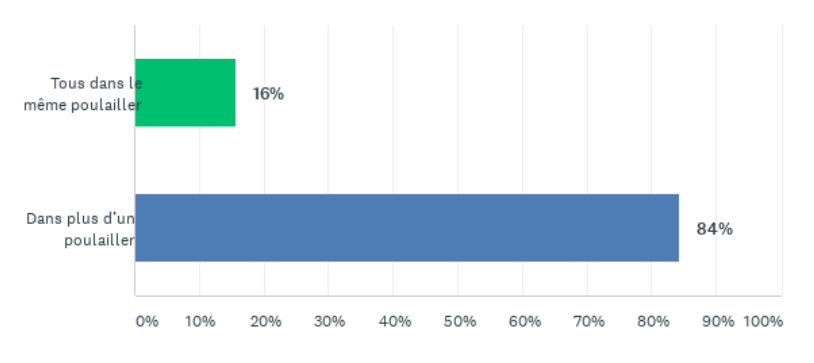 Tous dans le
même poulailler
16%
Dans plus d'un
poulailler
84%
0% 10% 20% 30% 40% 50% 60% 70% 80% 90% 100%